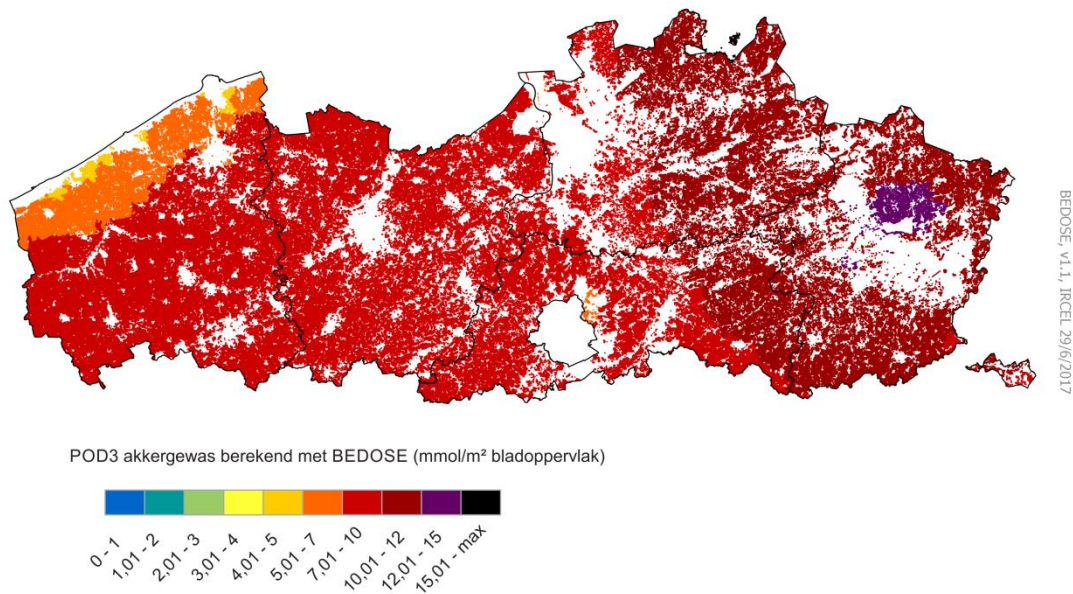 BEDOSE, v1.1, IRCEL 29/6/2017
POD3 akkergewas berekend met BEDOSE (mmol/m² bladoppervlak)
0 - 1
1,01 - 2
2,01 - 3
3,01 - 4
4,01 - 5
5,01 - 7
7,01 - 10
10,01 - 12
12,01 - 15
15,01 - max